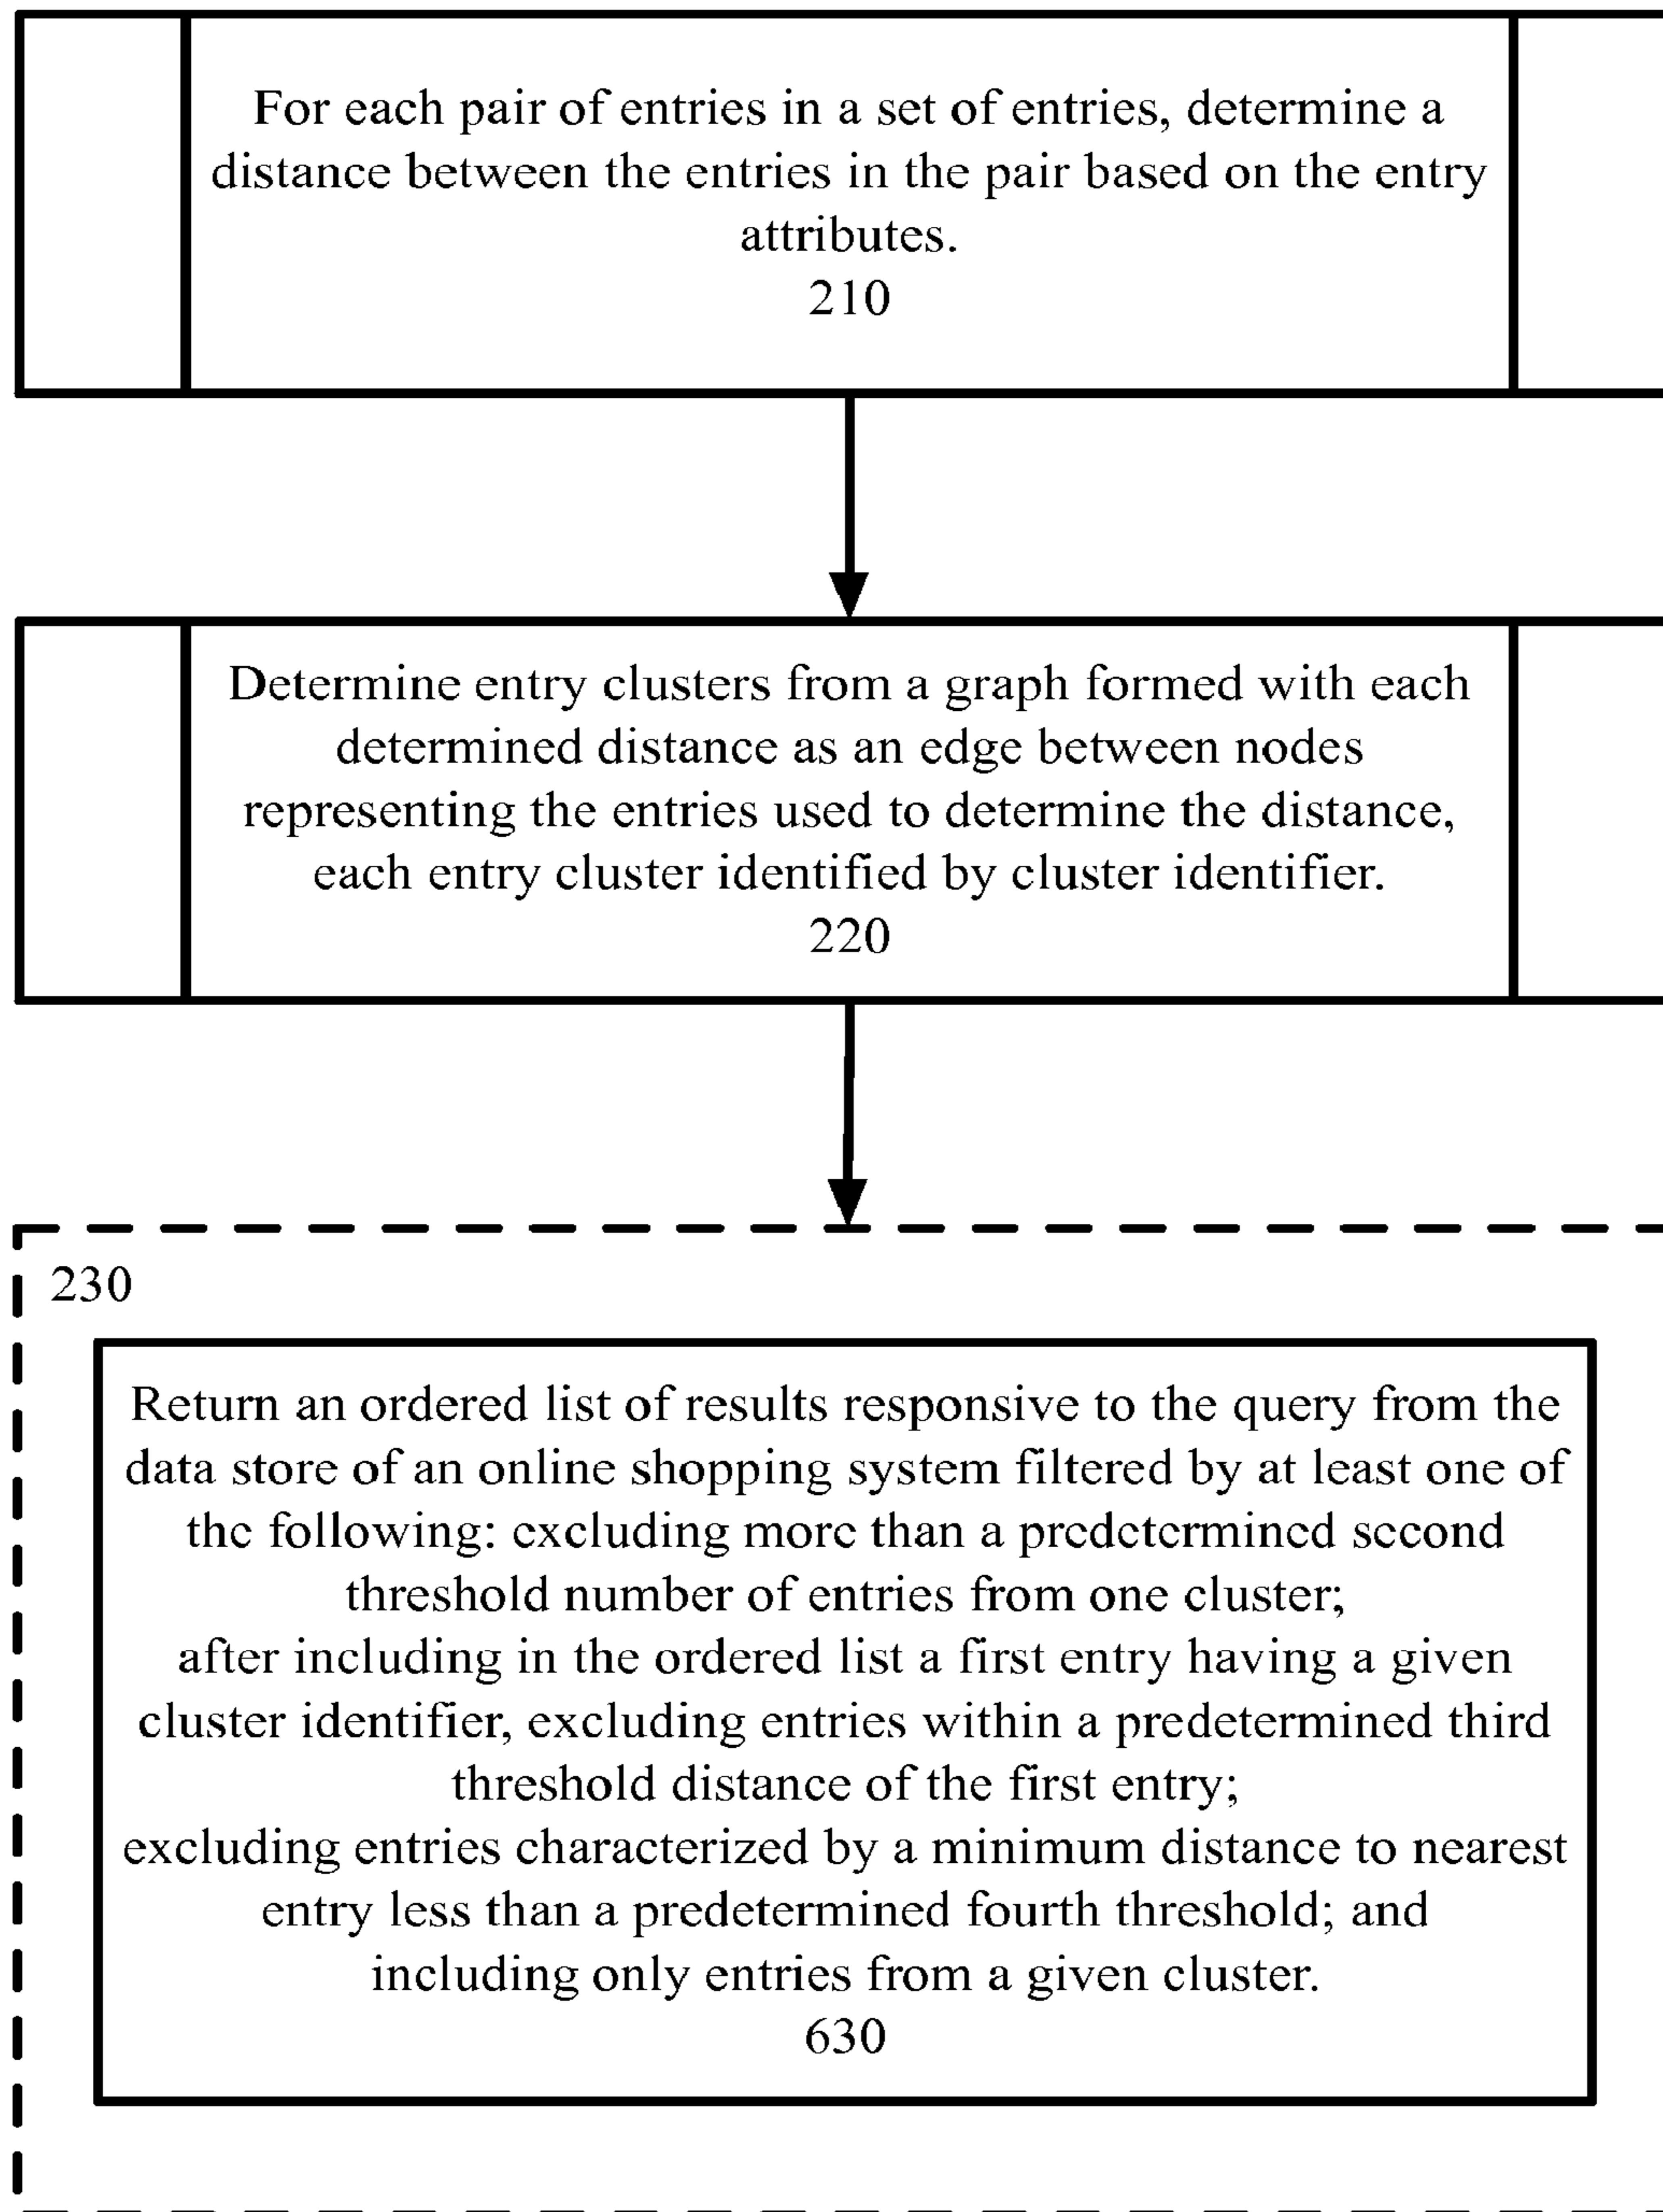 For each pair of entries in a set of entries, determine a
distance between the entries in the pair based on the entry
attributes.
210
Determine entry clusters from a graph formed with each
determined distance as an edge between nodes
representing the entries used to determine the distance,
each entry cluster identified by cluster identifier.
220
230
Return an ordered list of results responsive to the query from the
data store of an online shopping system filtered by at least one of
the following: excluding more than a predetermined second
threshold number of entries from one cluster;
after including in the ordered list a first entry having a given
cluster identifier, excluding entries within a predetermined third
threshold distance of the first entry;
excluding entries characterized by a minimum distance to nearest
entry less than a predetermined fourth threshold; and
including only entries from a given cluster.
630